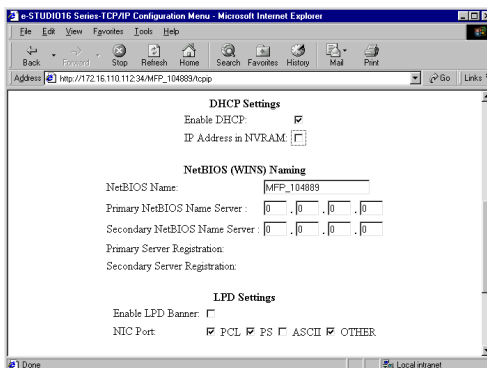 e-STUDIO16 Series-TCP/IP Configuration Menu - Microsoft Internet Explorer
File Edit View Favorites Tools Help
Back Forward Stop Refresh Home Search Favorites History Mail Print
Address http://172.16.110.112:34/MFP_104889/tcpip Go Links
DHCP Settings
Enable DHCP:
IP Address in NVRAM:
NetBIOS (WINS) Naming
NetBIOS Name: MFP_104889
Primary NetBIOS Name Server : 0 . 0 . 0 . 0
Secondary NetBIOS Name Server : 0 . 0 . 0 . 0
Primary Server Registration:
Secondary Server Registration:
LPD Settings
Enable LPD Banner:
NIC Port: PCL PS ASCII OTHER
Done Local intranet